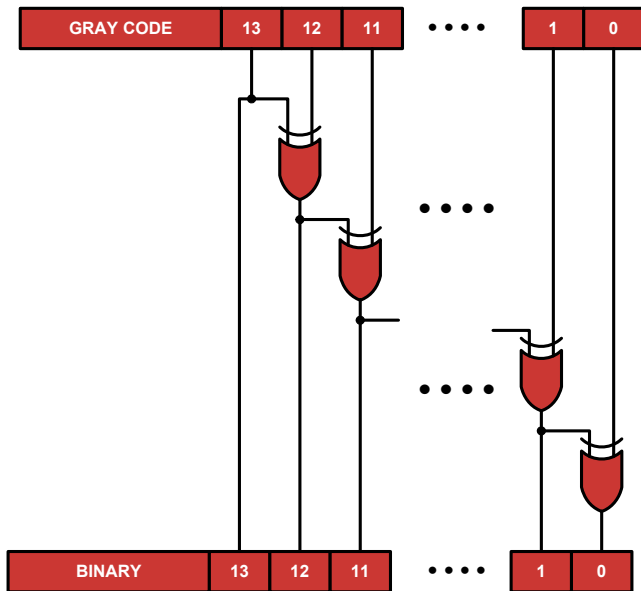 GRAY CODE 13 12 11 •••• 1 0
BINARY 13 12 11 •••• 1 0